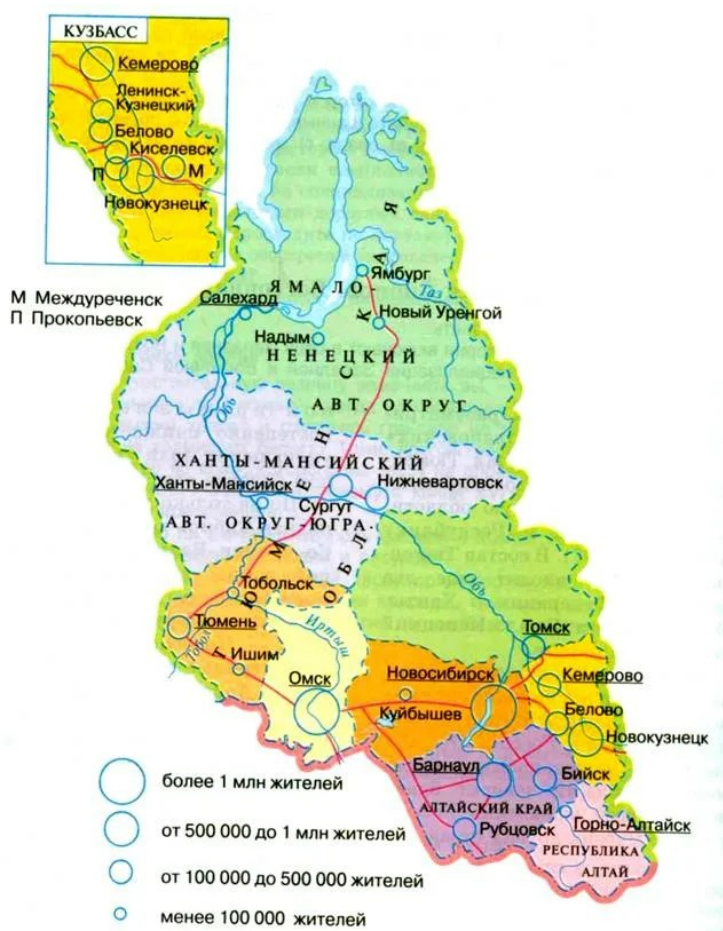 КУЗБАСС
Кемерово
Ленинск-
Кузнецкий
Белово
Киселевск
П
М
Новокузнецк
М Междуреченск
П Прокопьевск
Ямбург
ЯМАЛО-
Таз
Салехард
Новый Уренгой
Надым
НЕНЕЦКИЙ
АВТ. ОКРУГ
Обь
ХАНТЫ-МАНСИЙСКИЙ
Ханты-Мансийск
Нижневартовск
Сургут
АВТ. ОКРУГ-ЮГРА
ТЮМЕНСКАЯ
ОБЛ.
Тобольск
Обь
Тюмень
Иртыш
Тобол
Томск
Ишим
Омск
Новосибирск
Кемерово
Куйбышев
Белово
Новокузнецк
Барнаул
Бийск
АЛТАЙСКИЙ КРАЙ
Рубцовск
Горно-Алтайск
РЕСПУБЛИКА
АЛТАЙ
более 1 млн жителей
от 500 000 до 1 млн жителей
от 100 000 до 500 000 жителей
менее 100 000 жителей